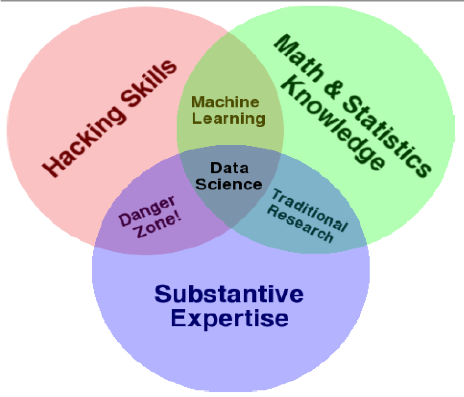 Hacking Skills
Math & Statistics
Knowledge
Machine
Learning
Data
Science
Danger
Zone!
Traditional
Research
Substantive
Expertise